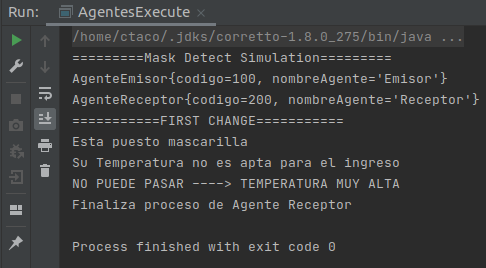 Run: AgentesExecute
/home/ctaco/.jdks/corretto-1.8.0_275/bin/java ...
=========Mask Detect Simulation=========
AgenteEmisor{codigo=100, nombreAgente='Emisor'}
AgenteReceptor{codigo=200, nombreAgente='Receptor'}
===========FIRST CHANGE===========
Esta puesto mascarilla
Su Temperatura no es apta para el ingreso
NO PUEDE PASAR ----> TEMPERATURA MUY ALTA
Finaliza proceso de Agente Receptor
Process finished with exit code 0